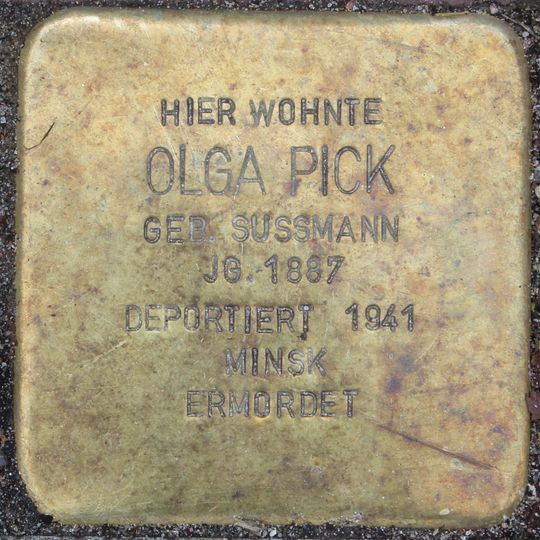 HIER WOHNTE
OLGA PICK
GEB. SUSSMANN
JG. 1887
DEPORTIERT 1941
MINSK
ERMORDET